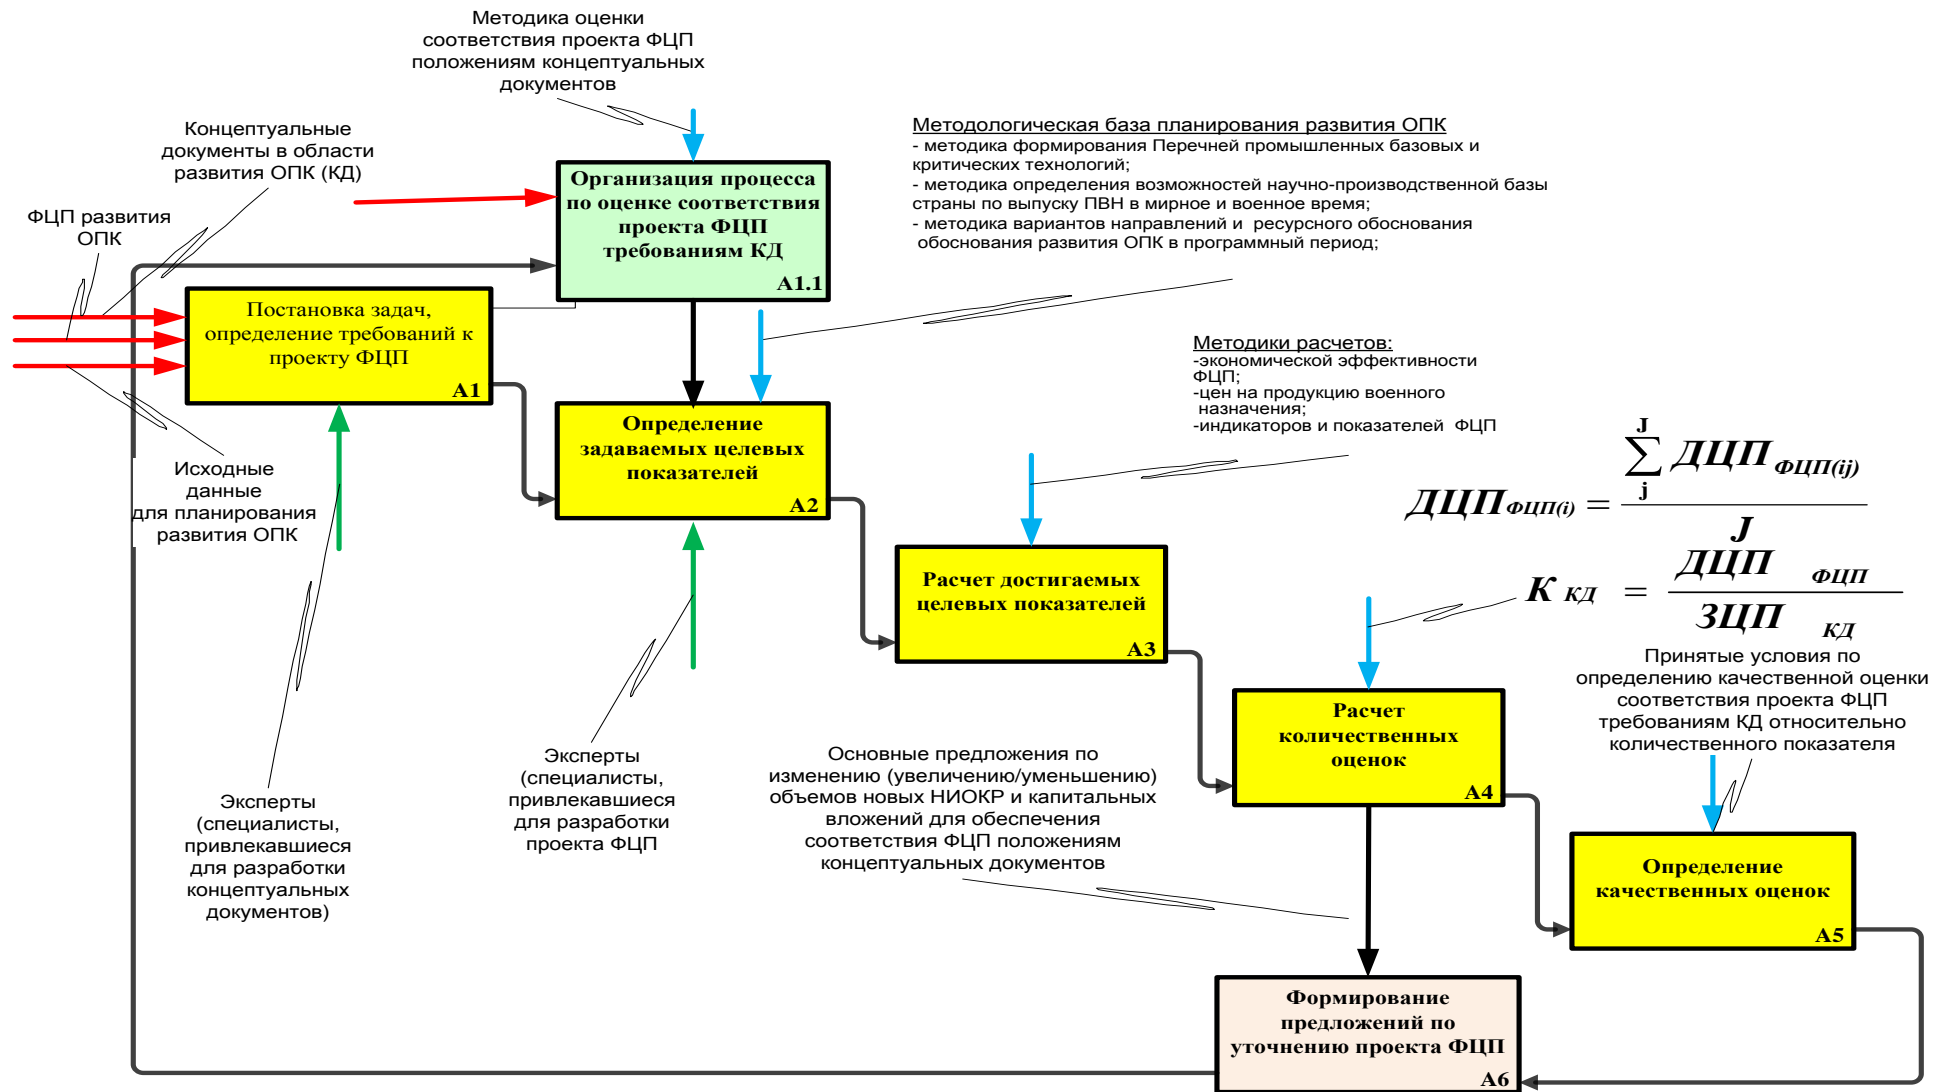 Методика оценки
соответствия проекта ФЦП
положениям концептуальных
документов
Концептуальные
документы в области
развития ОПК (КД)
ФЦП развития
ОПК
Организация процесса
по оценке соответствия
проекта ФЦП
требованиям КД
А1.1
Методологическая база планирования развития ОПК
- методика формирования Перечней промышленных базовых и
критических технологий;
- методика определения возможностей научно-производственной базы
страны по выпуску ПВН в мирное и военное время;
- методика вариантов направлений и ресурсного обоснования
обоснования развития ОПК в программный период;
Постановка задач,
определение требований к
проекту ФЦП
А1
Методики расчетов:
-экономической эффективности
ФЦП;
-цен на продукцию военного
назначения;
-индикаторов и показателей ФЦП
Определение
задаваемых целевых
показателей
А2
Исходные
данные
для планирования
развития ОПК
J
∑ ДЦП ФЦП(ij)
j
ДЦП ФЦП(i) =
J
ДЦП ФЦП
К КД =
ЗЦП КД
Расчет достигаемых
целевых показателей
А3
Принятые условия по
определению качественной оценки
соответствия проекта ФЦП
требованиям КД относительно
количественного показателя
Расчет
количественных
оценок
А4
Эксперты
(специалисты,
привлекавшиеся
для разработки
проекта ФЦП
Основные предложения по
изменению (увеличению/уменьшению)
объемов новых НИОКР и капитальных
вложений для обеспечения
соответствия ФЦП положениям
концептуальных документов
Эксперты
(специалисты,
привлекавшиеся
для разработки
концептуальных
документов)
Определение
качественных оценок
А5
Формирование
предложений по
уточнению проекта ФЦП
А6